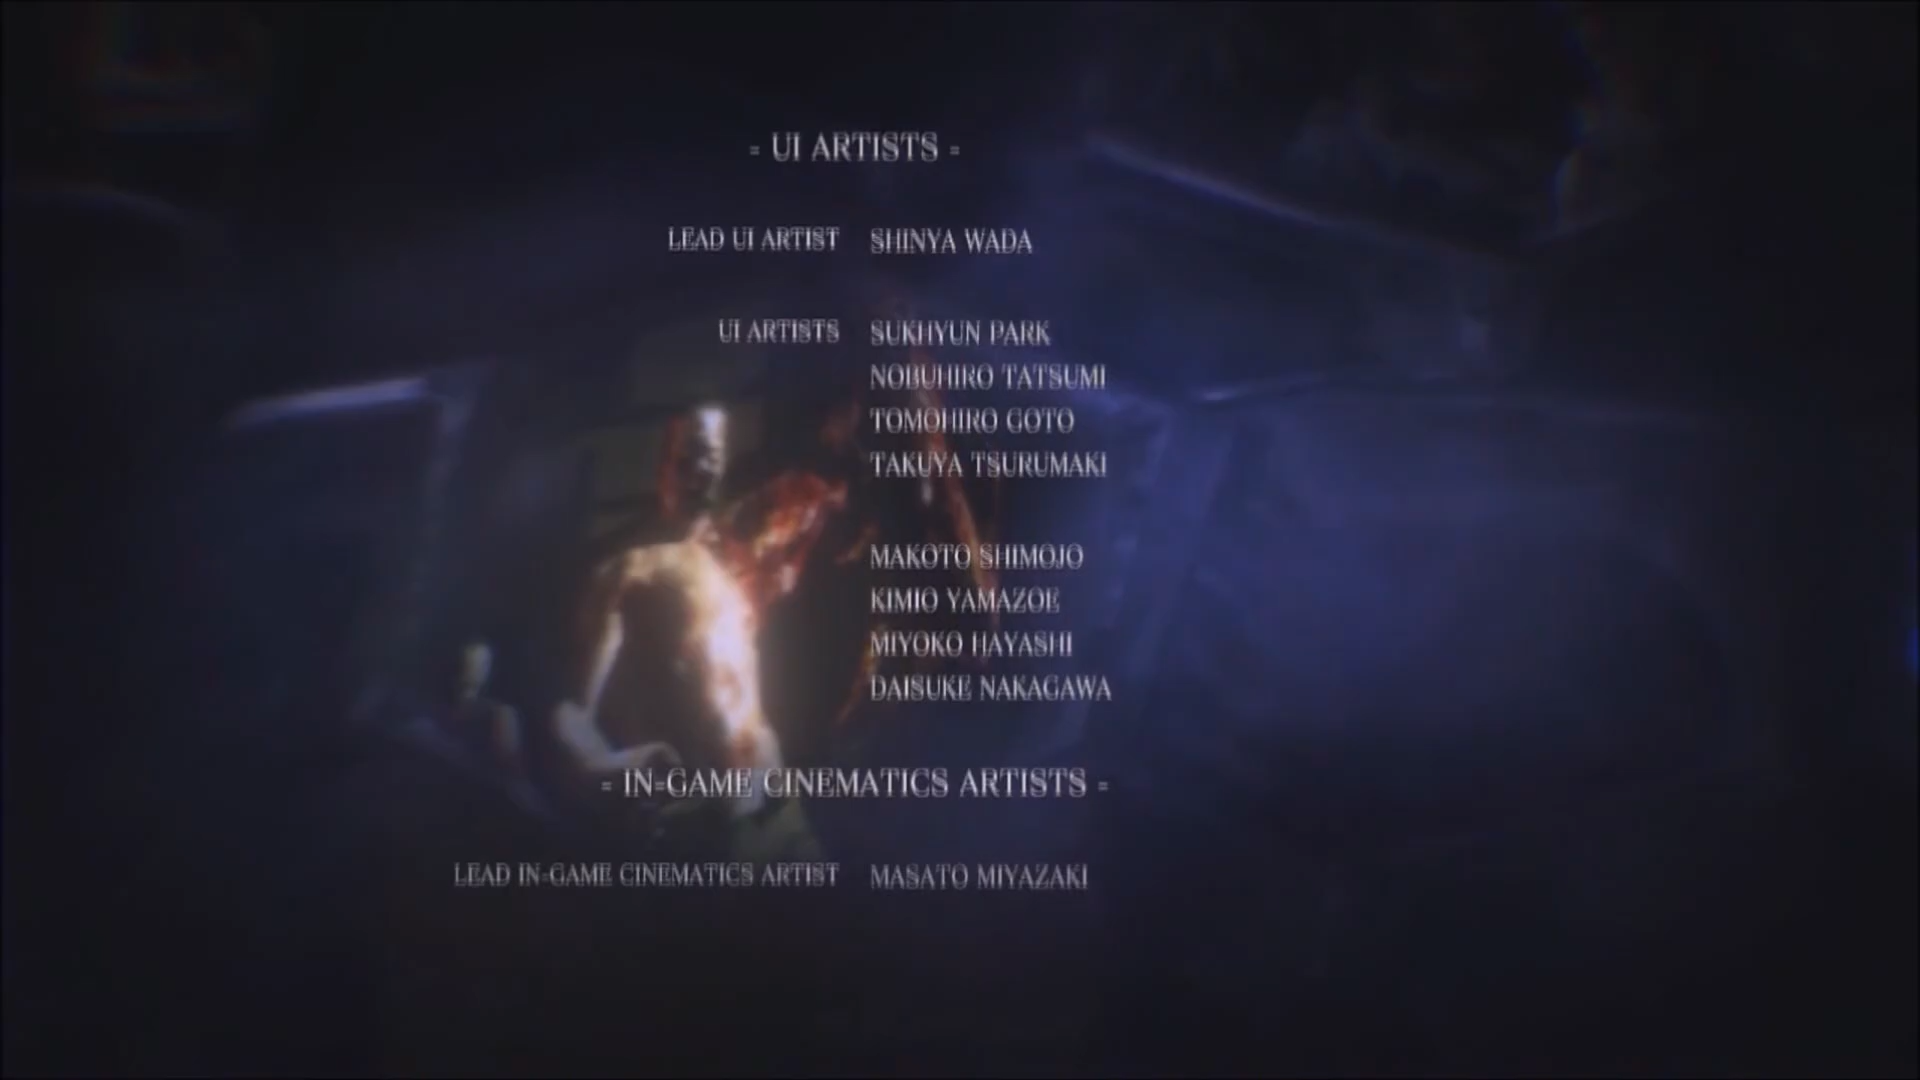 - UI ARTISTS -
LEAD UI ARTIST SHINYA WADA
UI ARTISTS SUKHYUN PARK
NOBUHIRO TATSUMI
TOMOHIRO GOTO
TAKUYA TSURUMAKI
MAKOTO SHIMOJO
KIMIO YAMAZOE
MIYOKO HAYASHI
DAISUKE NAKAGAWA
- IN-GAME CINEMATICS ARTISTS -
LEAD IN-GAME CINEMATICS ARTIST MASATO MIYAZAKI